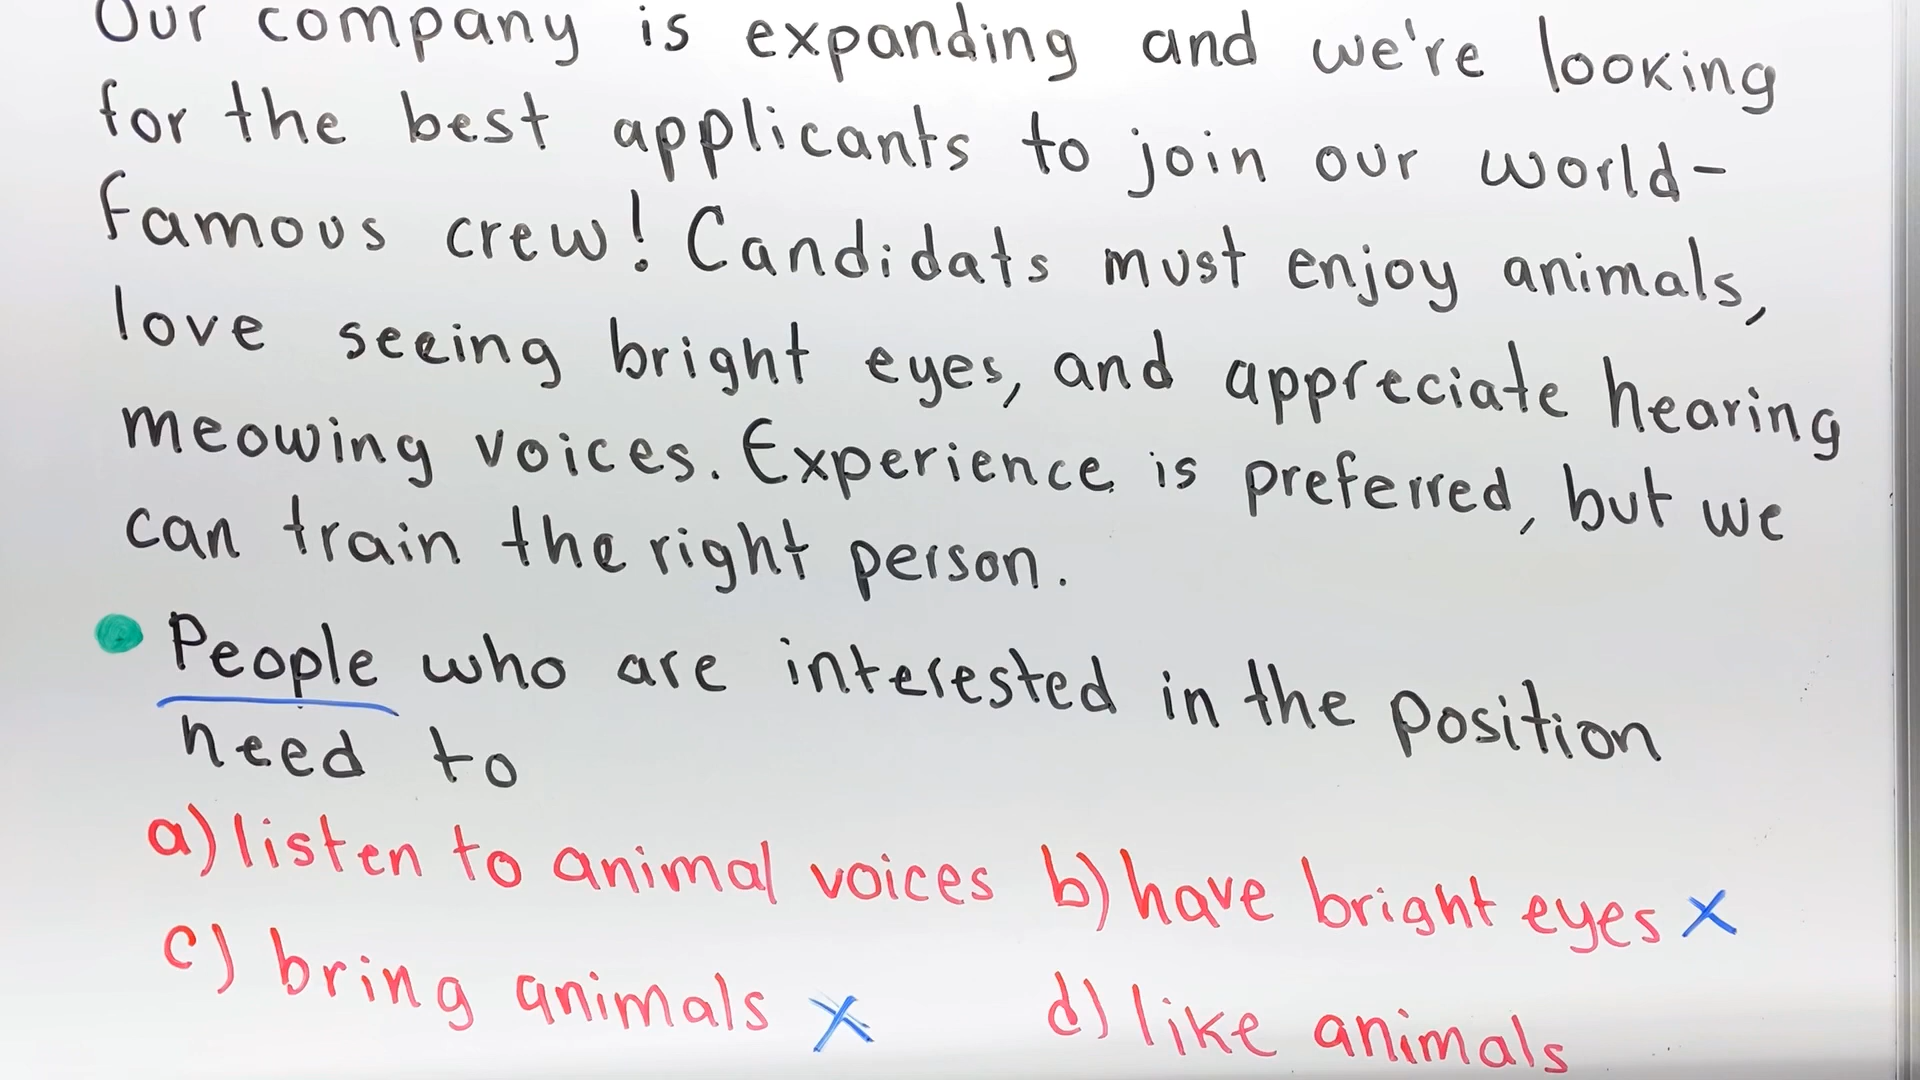 Our company is expanding and we're looking
for the best applicants to join our world-
famous crew! Candidats must enjoy animals,
love seeing bright eyes, and appreciate hearing
meowing voices. Experience is preferred, but we
can train the right person.
People who are interested in the position
need to
a) listen to animal voices b) have bright eyes x
c) bring animals x d) like animals